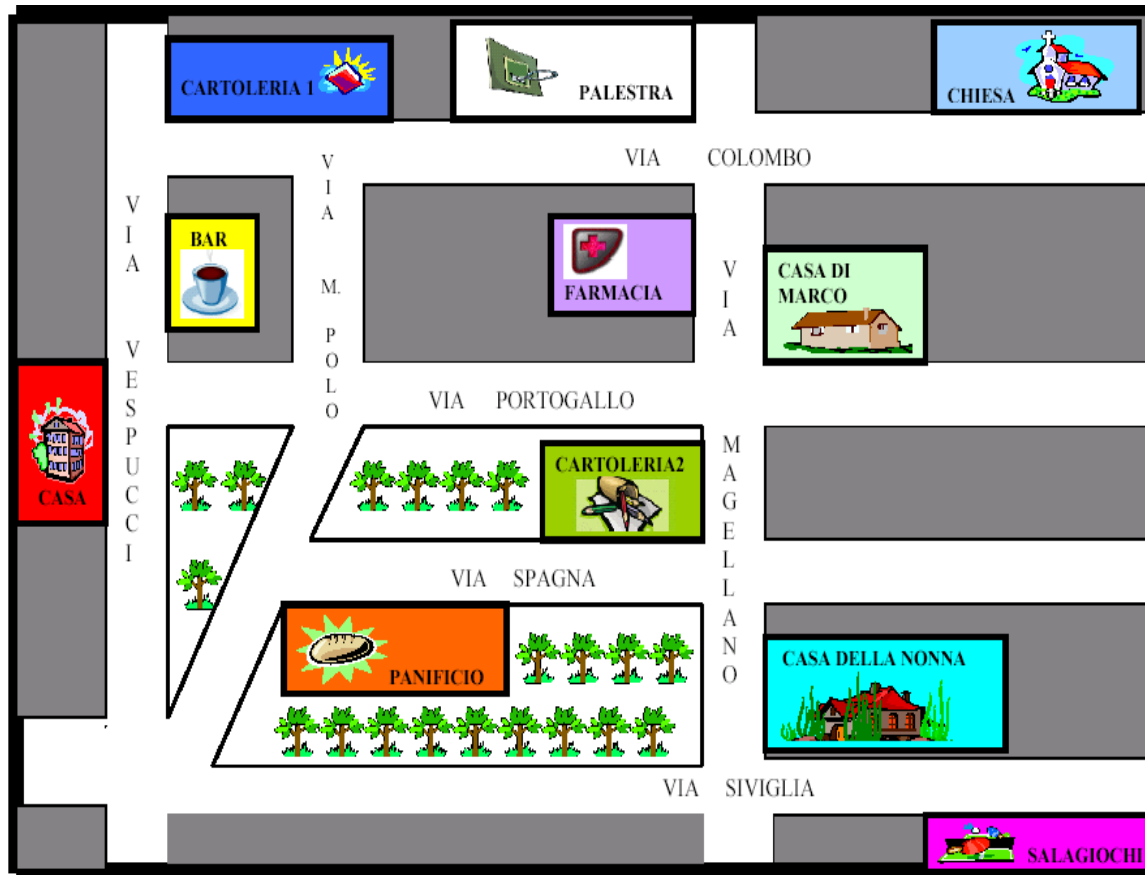 CARTOLERIA 1
PALESTRA
CHIESA
VIA COLOMBO
VIA VESPUCCI
VIA M. POLO
BAR
FARMACIA
VIA MAGELLANO
CASA DI
MARCO
CASA
VIA PORTOGALLO
CARTOLERIA2
VIA SPAGNA
PANIFICIO
CASA DELLA NONNA
VIA SIVIGLIA
SALAGIOCHI